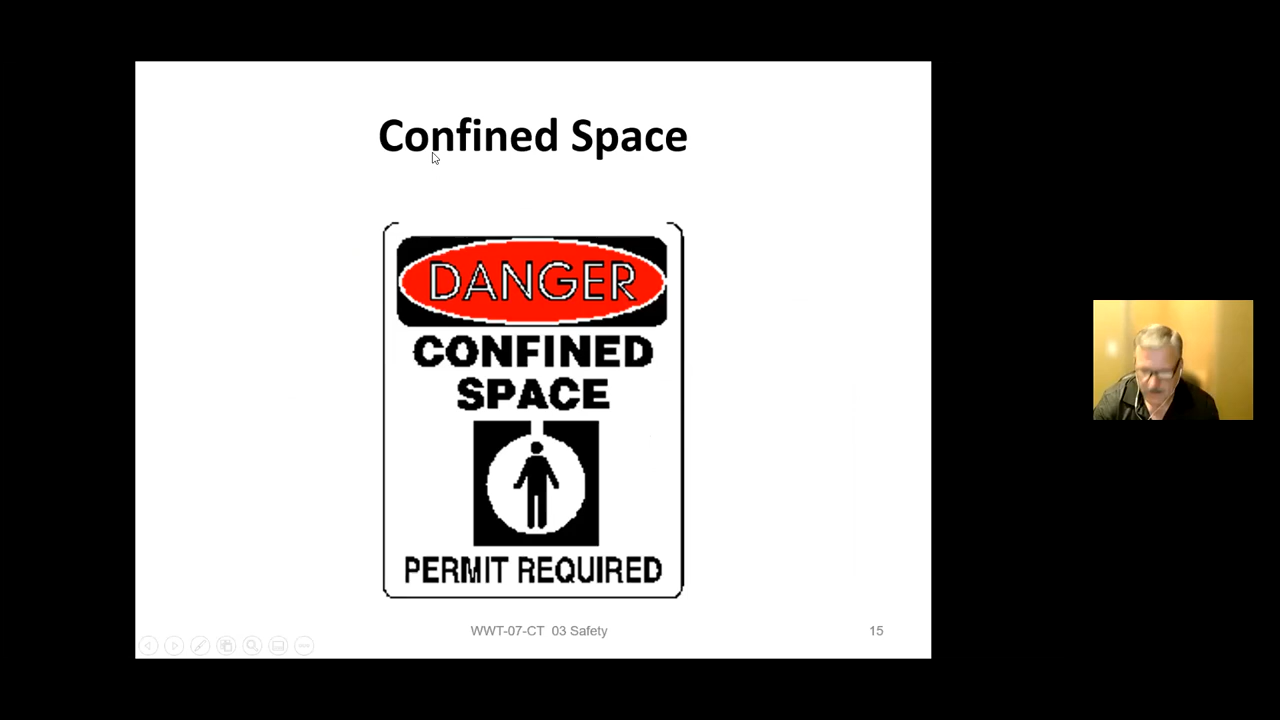 Confined Space
DANGER
CONFINED
SPACE
PERMIT REQUIRED
WWT-07-CT 03 Safety
15